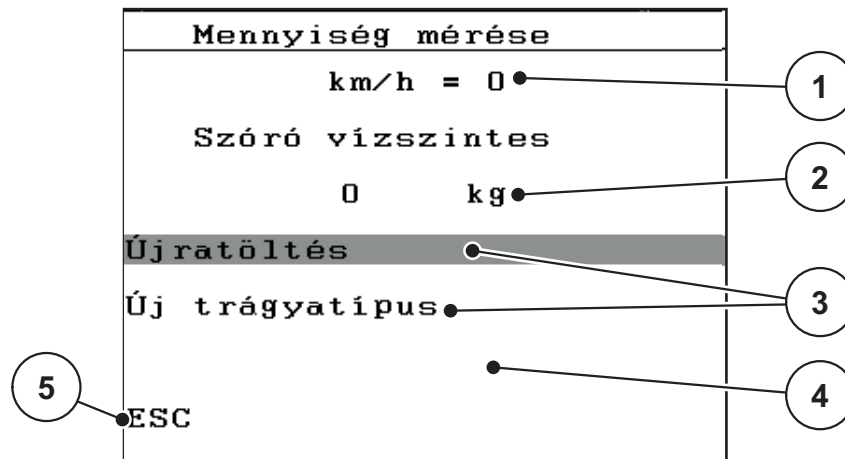 Mennyiség mérése
km/h = 0
1
Szóró vízszintes
2
0 kg
Újratöltés
Új trágyatípus
3
4
5
ESC